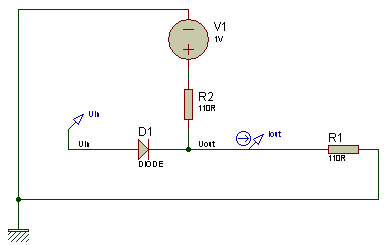 V1
1V
R2
110R
Uin
D1
Iout
R1
Uin
Uout
DIODE
110R